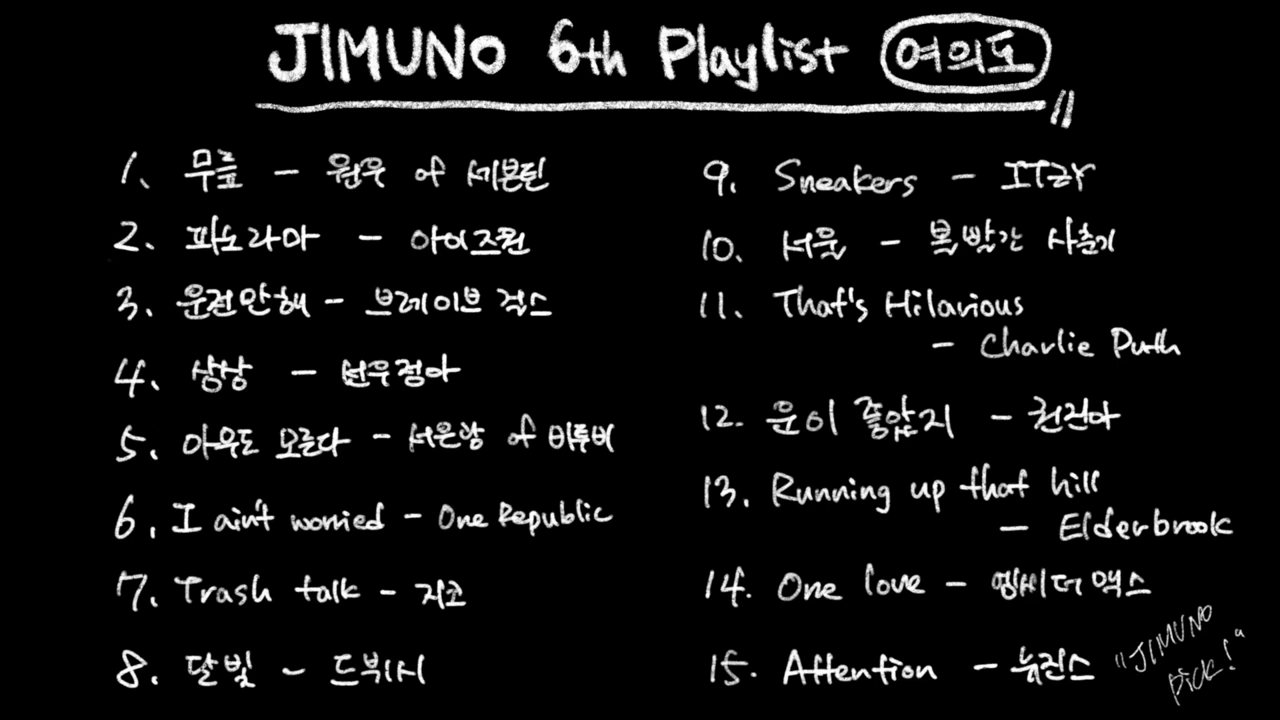 JIMUNO 6th Playlist 여의도
1. 무릎 - 원우 of 세븐틴
2. 파노라마 - 아이즈원
3. 운전만해 - 브레이브 걸스
4. 상상 - 선우정아
5. 아무도 모른다 - 서은광 of 비투비
6. I ain't worried - One Republic
7. Trash talk - 지코
8. 달빛 - 드뷔시
9. Sneakers - ITZY
10. 서울 - 볼빨간 사춘기
11. That's Hilarious
- Charlie Puth
12. 운이 좋았지 - 권진아
13. Running up that hill
- Elderbrook
14. One love - 엠씨더맥스
15. Attention - 뉴진스
"JIMUNO
PICK!"